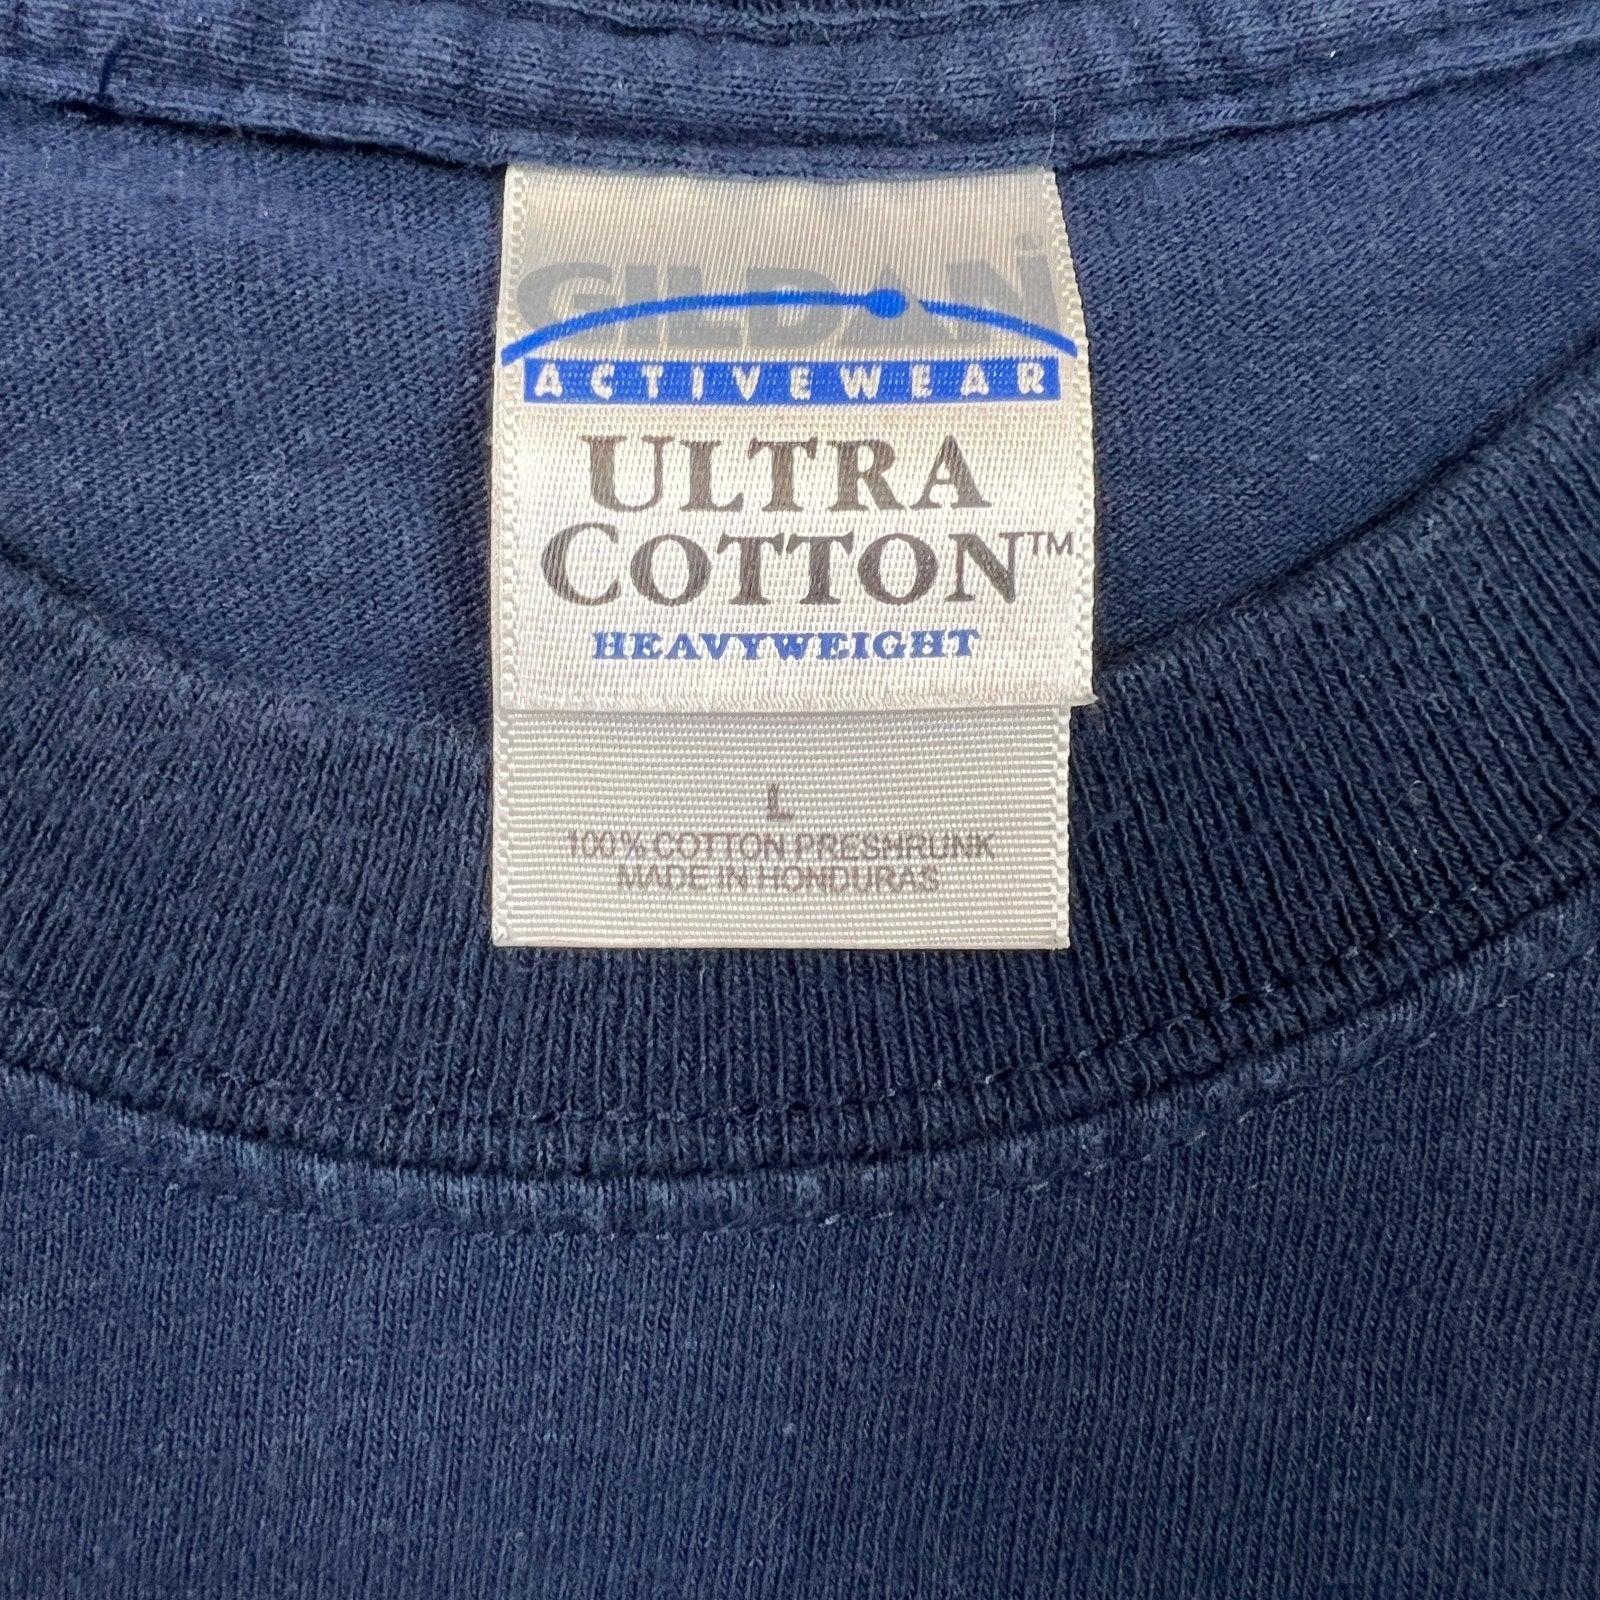 GILDAN®
ACTIVEWEAR
ULTRA
COTTON™
HEAVYWEIGHT
L
100% COTTON PRESHRUNK
MADE IN HONDURAS